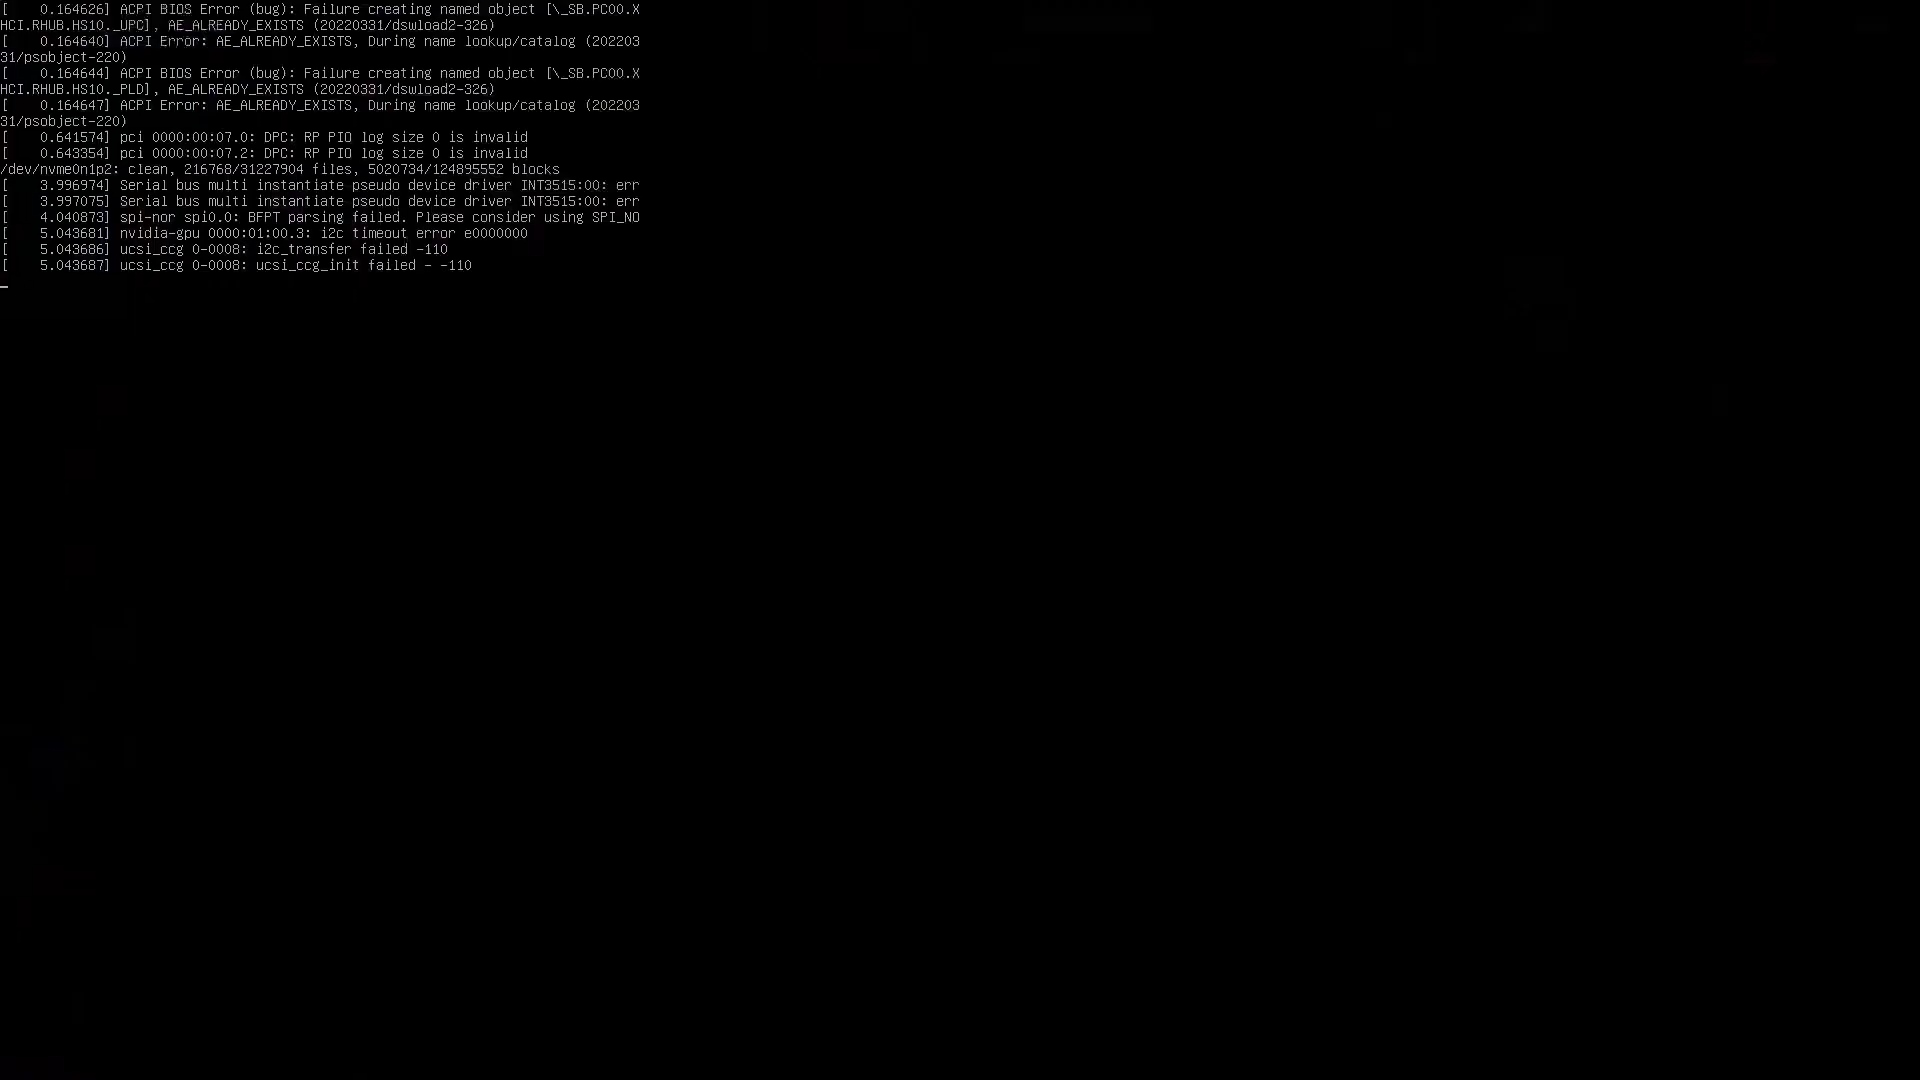 [    0.164626] ACPI BIOS Error (bug): Failure creating named object [\_SB.PC00.X
HCI.RHUB.HS10._UPC], AE_ALREADY_EXISTS (20220331/dswload2-326)
[    0.164640] ACPI Error: AE_ALREADY_EXISTS, During name lookup/catalog (202203
31/psobject-220)
[    0.164644] ACPI BIOS Error (bug): Failure creating named object [\_SB.PC00.X
HCI.RHUB.HS10._PLD], AE_ALREADY_EXISTS (20220331/dswload2-326)
[    0.164647] ACPI Error: AE_ALREADY_EXISTS, During name lookup/catalog (202203
31/psobject-220)
[    0.641574] pci 0000:00:07.0: DPC: RP PIO log size 0 is invalid
[    0.643354] pci 0000:00:07.2: DPC: RP PIO log size 0 is invalid
/dev/nvme0n1p2: clean, 216768/31227904 files, 5020734/124895552 blocks
[    3.996974] Serial bus multi instantiate pseudo device driver INT3515:00: err
[    3.997075] Serial bus multi instantiate pseudo device driver INT3515:00: err
[    4.040873] spi-nor spi0.0: BFPT parsing failed. Please consider using SPI_NO
[    5.043681] nvidia-gpu 0000:01:00.3: i2c timeout error e0000000
[    5.043686] ucsi_ccg 0-0008: i2c_transfer failed -110
[    5.043687] ucsi_ccg 0-0008: ucsi_ccg_init failed - -110